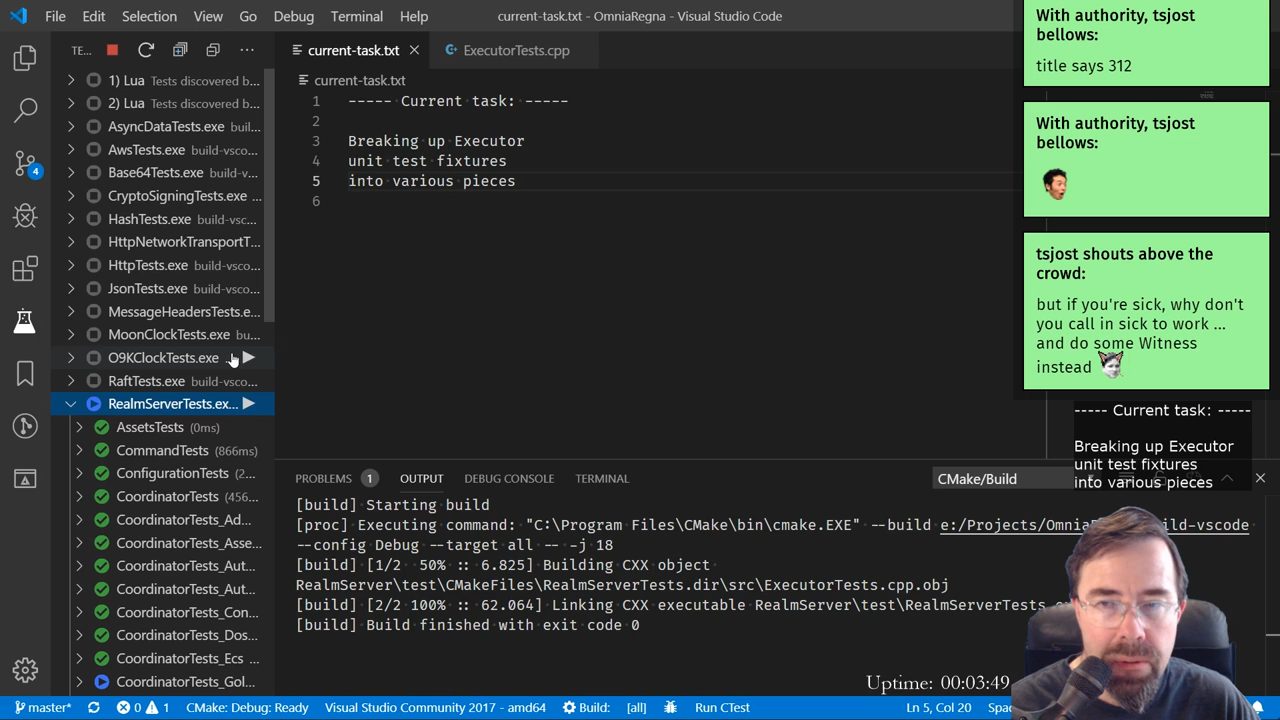 File Edit Selection View Go Debug Terminal Help
current-task.txt - OmniaRegna - Visual Studio Code
TE...
1) Lua Tests discovered b...
2) Lua Tests discovered b...
AsyncDataTests.exe buil...
AwsTests.exe build-vsco...
Base64Tests.exe build-v...
CryptoSigningTests.exe ...
HashTests.exe build-vsc...
HttpNetworkTransportT...
HttpTests.exe build-vsco...
JsonTests.exe build-vsco...
MessageHeadersTests.e...
MoonClockTests.exe bu...
O9KClockTests.exe ...
RaftTests.exe build-vsco...
RealmServerTests.ex...
AssetsTests (0ms)
CommandTests (866ms)
ConfigurationTests (2...
CoordinatorTests (456...
CoordinatorTests_Ad...
CoordinatorTests_Asse...
CoordinatorTests_Aut...
CoordinatorTests_Aut...
CoordinatorTests_Con...
CoordinatorTests_Dos...
CoordinatorTests_Ecs ...
CoordinatorTests_Gol...
4
current-task.txt
ExecutorTests.cpp
current-task.txt
1 ----- Current task: -----
2
3 Breaking up Executor
4 unit test fixtures
5 into various pieces
6
With authority, tsjost
bellows:
title says 312
With authority, tsjost
bellows:
tsjost shouts above the
crowd:
but if you're sick, why don't
you call in sick to work ...
and do some Witness
instead
----- Current task: -----
Breaking up Executor
unit test fixtures
into various pieces
PROBLEMS 1 OUTPUT DEBUG CONSOLE TERMINAL
CMake/Build
[build] Starting build
[proc] Executing command: "C:\Program Files\CMake\bin\cmake.EXE" --build e:/Projects/Omnia ild-vscode
--config Debug --target all -- -j 18
[build] [1/2 50% :: 6.825] Building CXX object
RealmServer\test\CMakeFiles\RealmServerTests.dir\src\ExecutorTests.cpp.obj
[build] [2/2 100% :: 62.064] Linking CXX executable RealmServer\test\RealmServerTests
[build] Build finished with exit code 0
Uptime: 00:03:49
master* 0 1 CMake: Debug: Ready Visual Studio Community 2017 - amd64 Build: [all] Run CTest Ln 5, Col 20